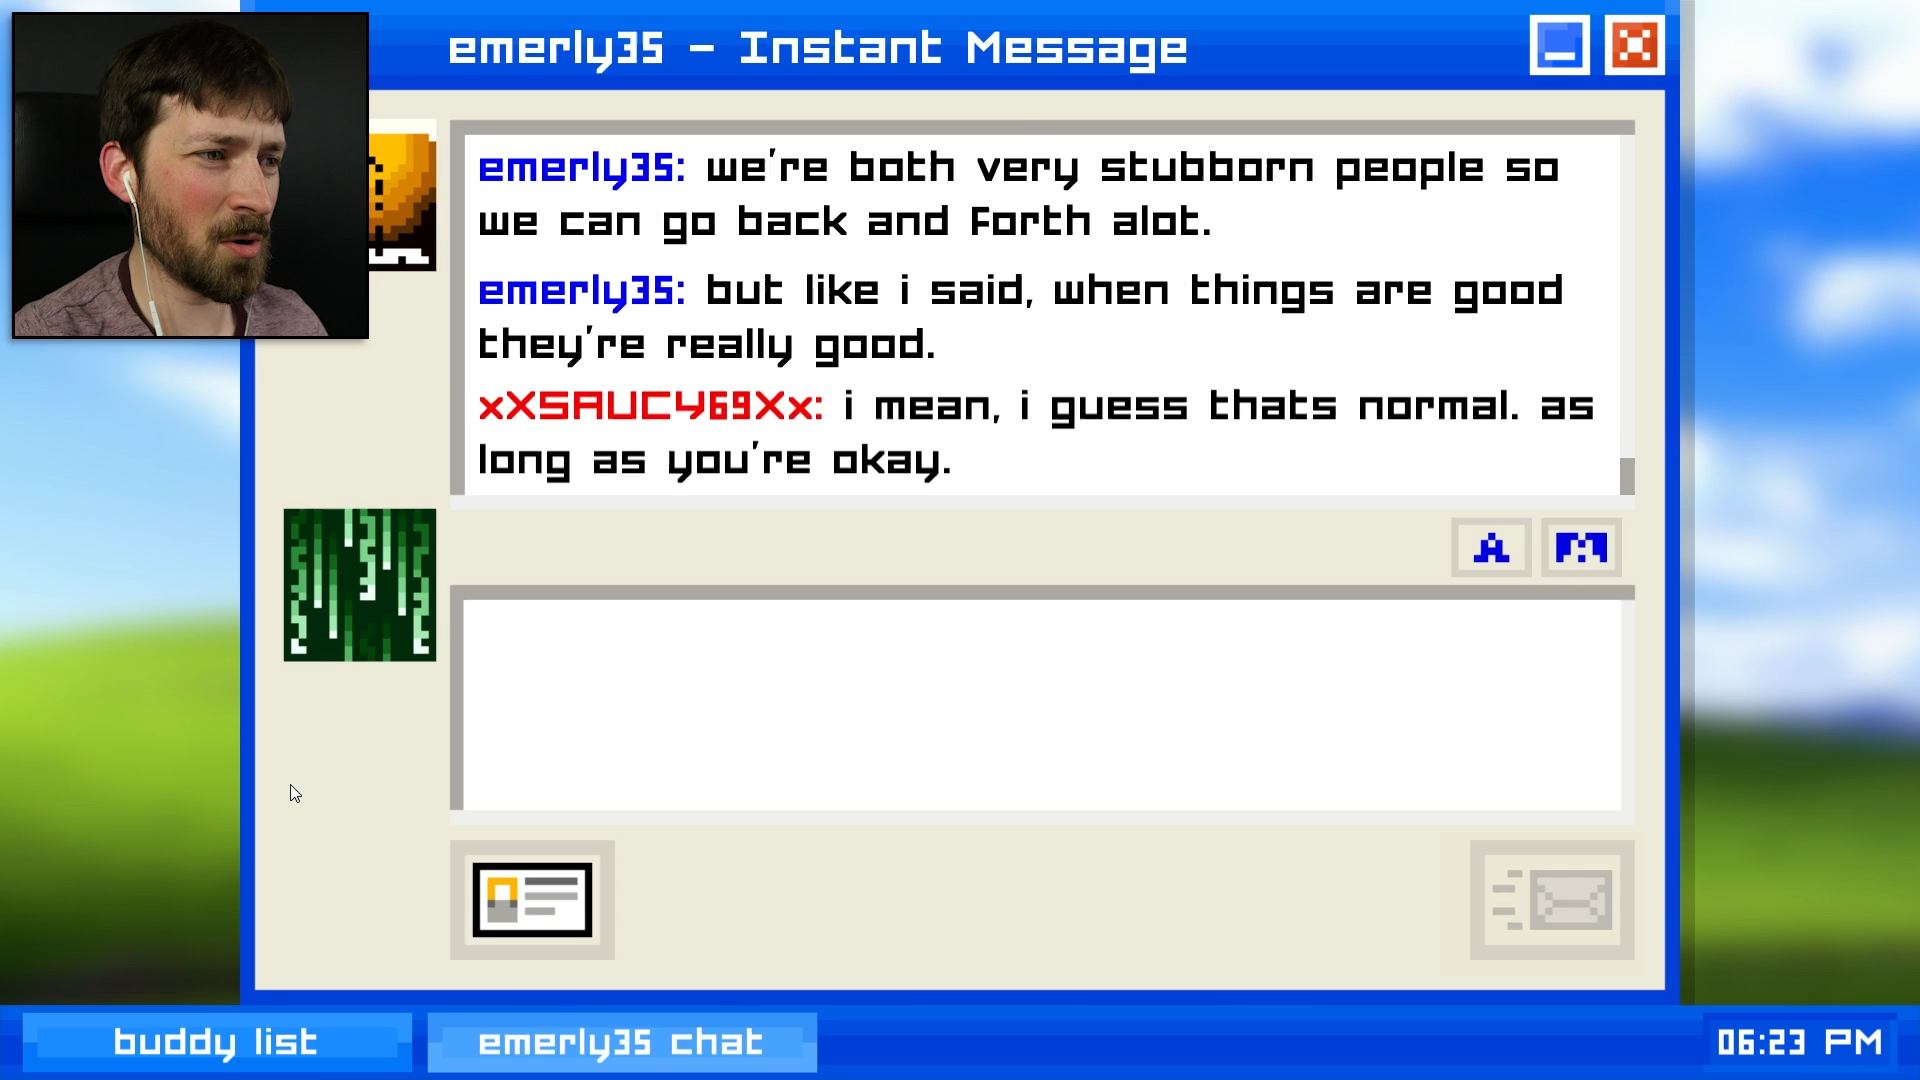 emerly35 - Instant Message
emerly35: we're both very stubborn people so
we can go back and forth alot.
emerly35: but like i said, when things are good
they're really good.
xXSAUCY69Xx: i mean, i guess thats normal. as
long as you're okay.
A
buddy list
emerly35 chat
06:23 PM